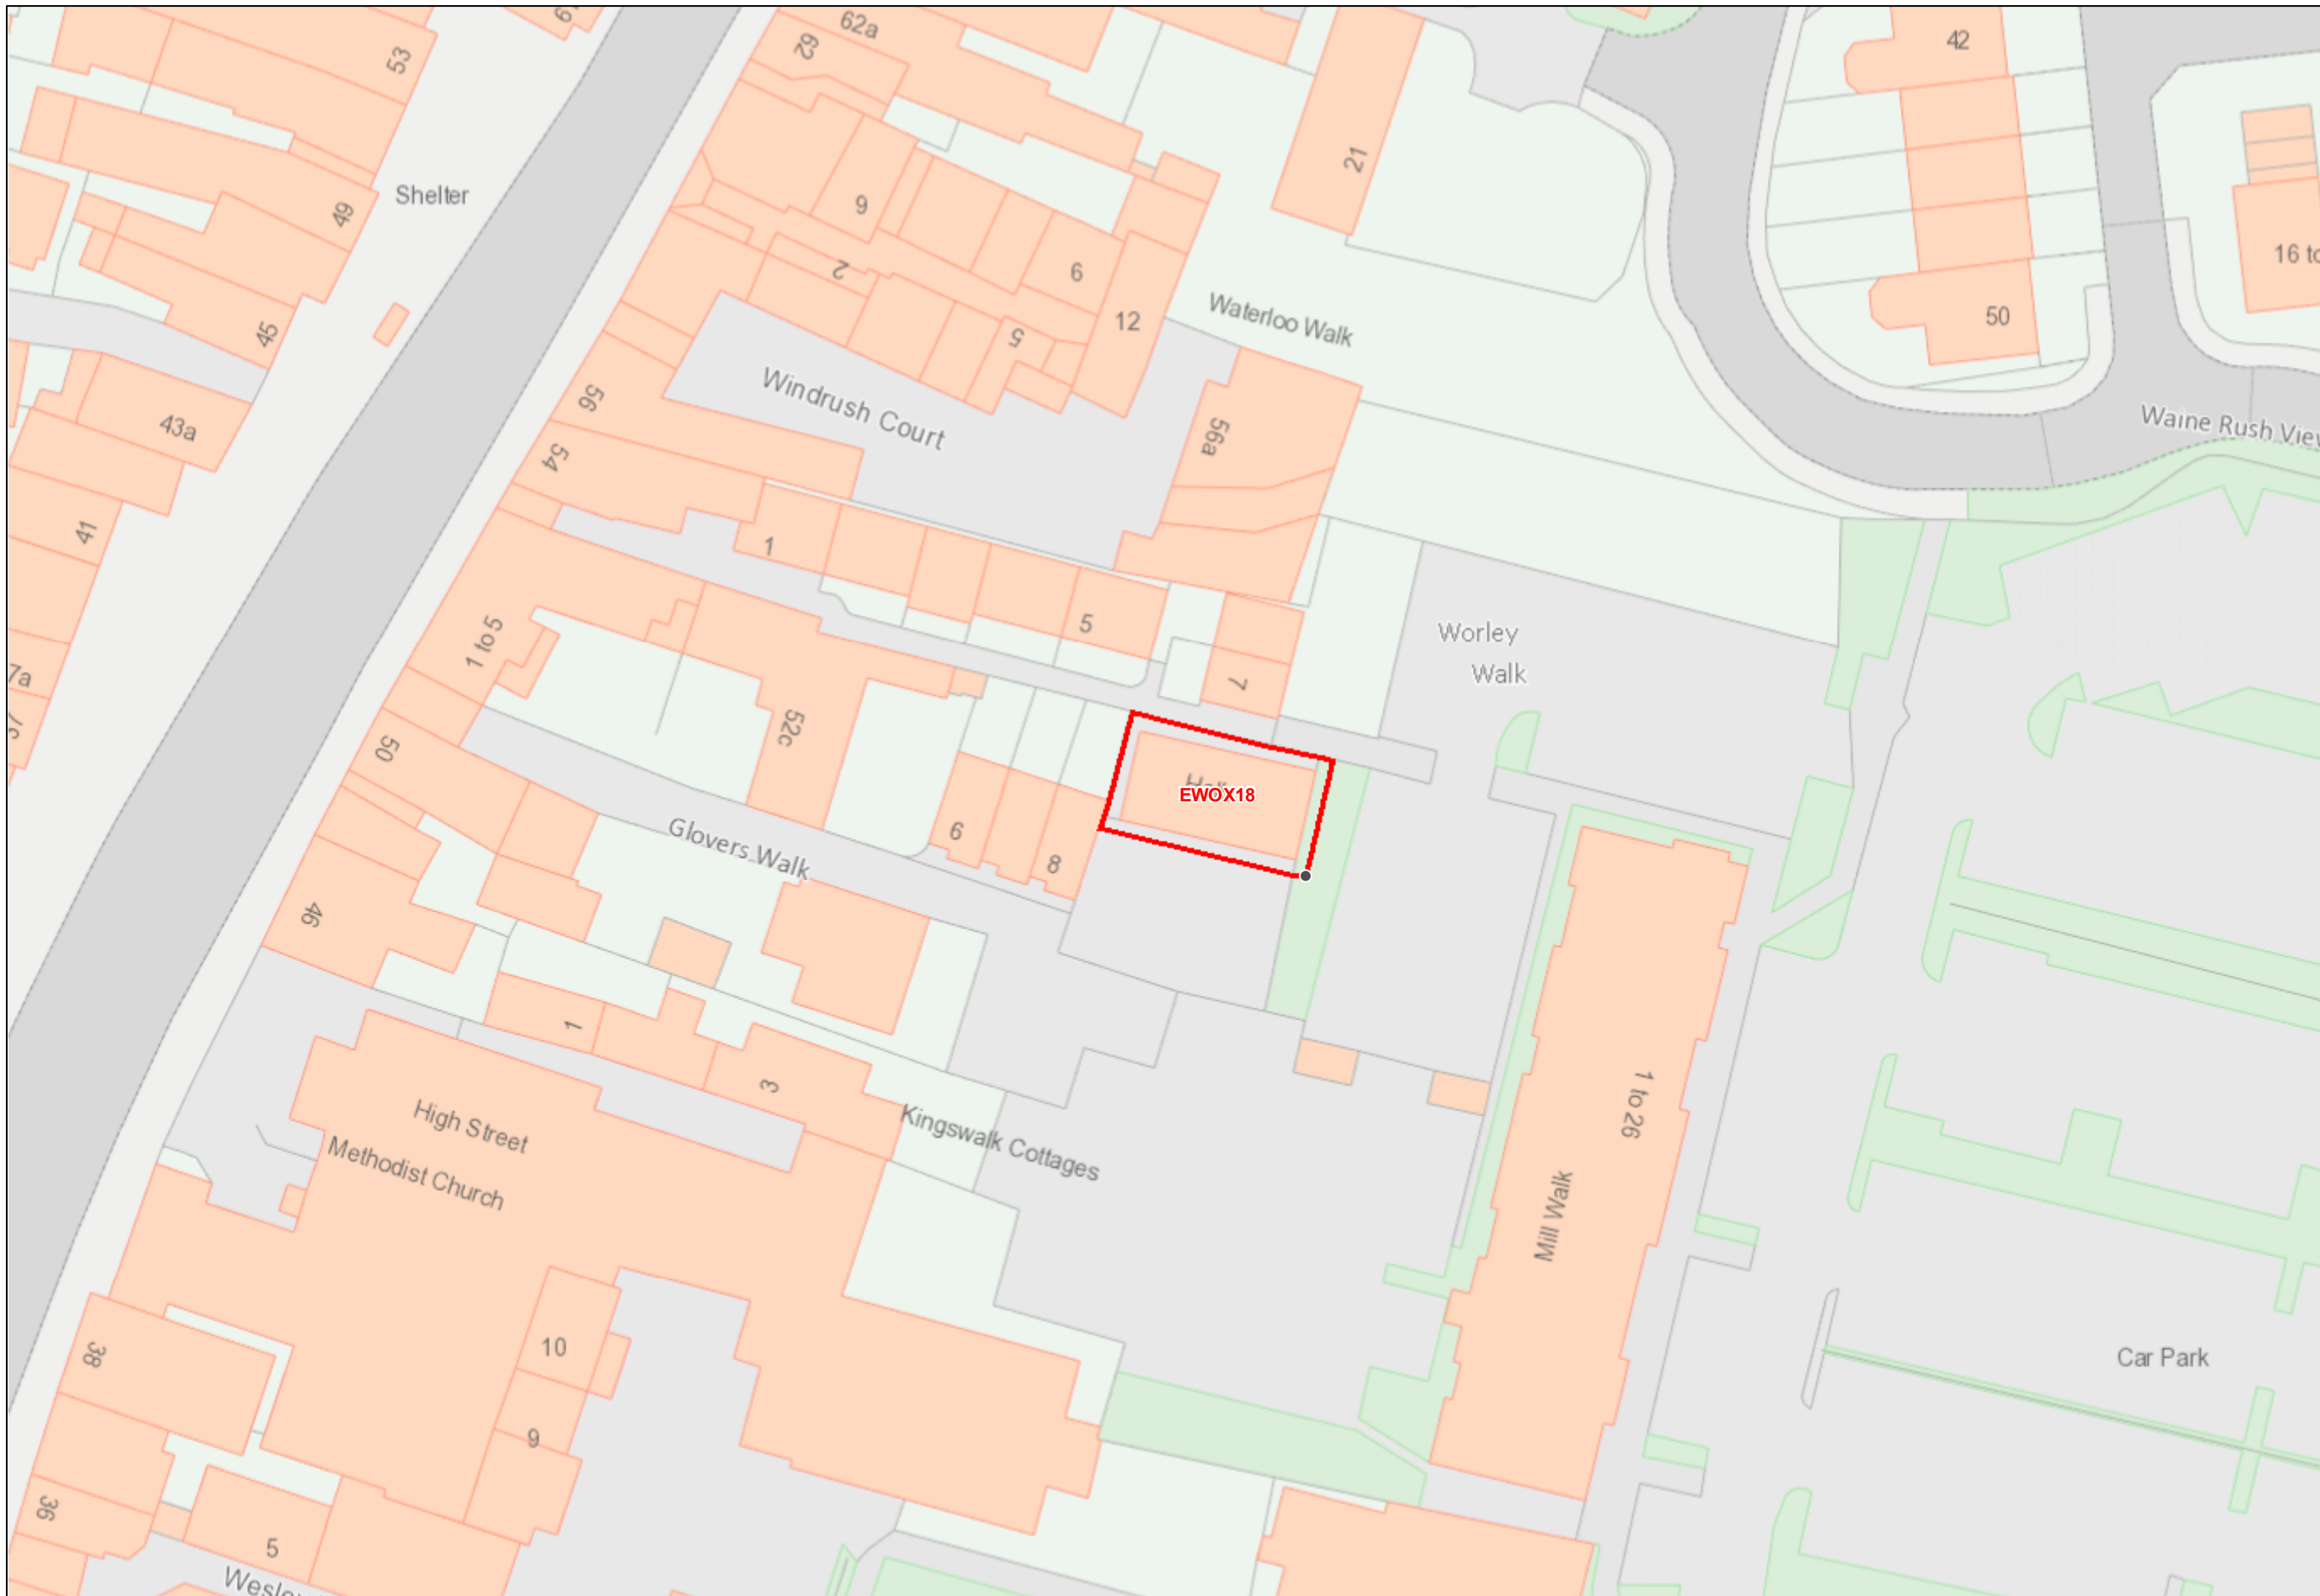 62a
62
53
42
21
49
Shelter
9
16 to
2
6
12
Waterloo Walk
50
45
5
56
Windrush Court
43a
56a
Waine Rush View
54
41
1
5
1 to 5
Worley
Walk
7a
7
52c
50
EWOX18
6
8
Glovers Walk
46
1
3
High Street
Methodist Church
Kingswalk Cottages
1 to 26
Mill Walk
38
10
Car Park
9
36
5